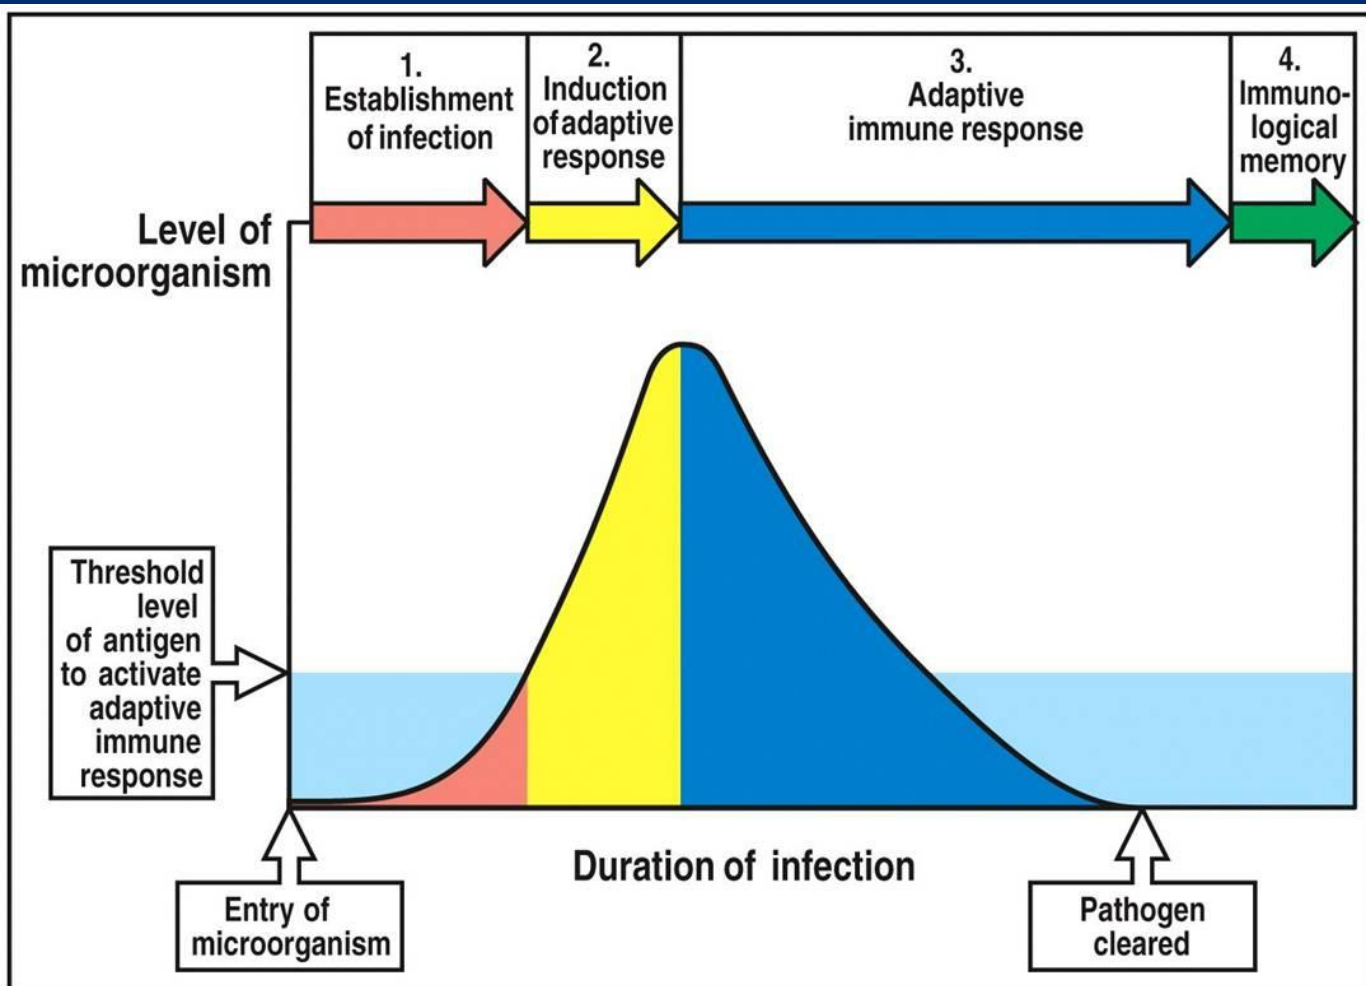 1.
Establishment
of infection
2.
Induction
of adaptive
response
3.
Adaptive
immune response
4.
Immuno-
logical
memory
Level of
microorganism
Threshold
level
of antigen
to activate
adaptive
immune
response
Duration of infection
Entry of
microorganism
Pathogen
cleared